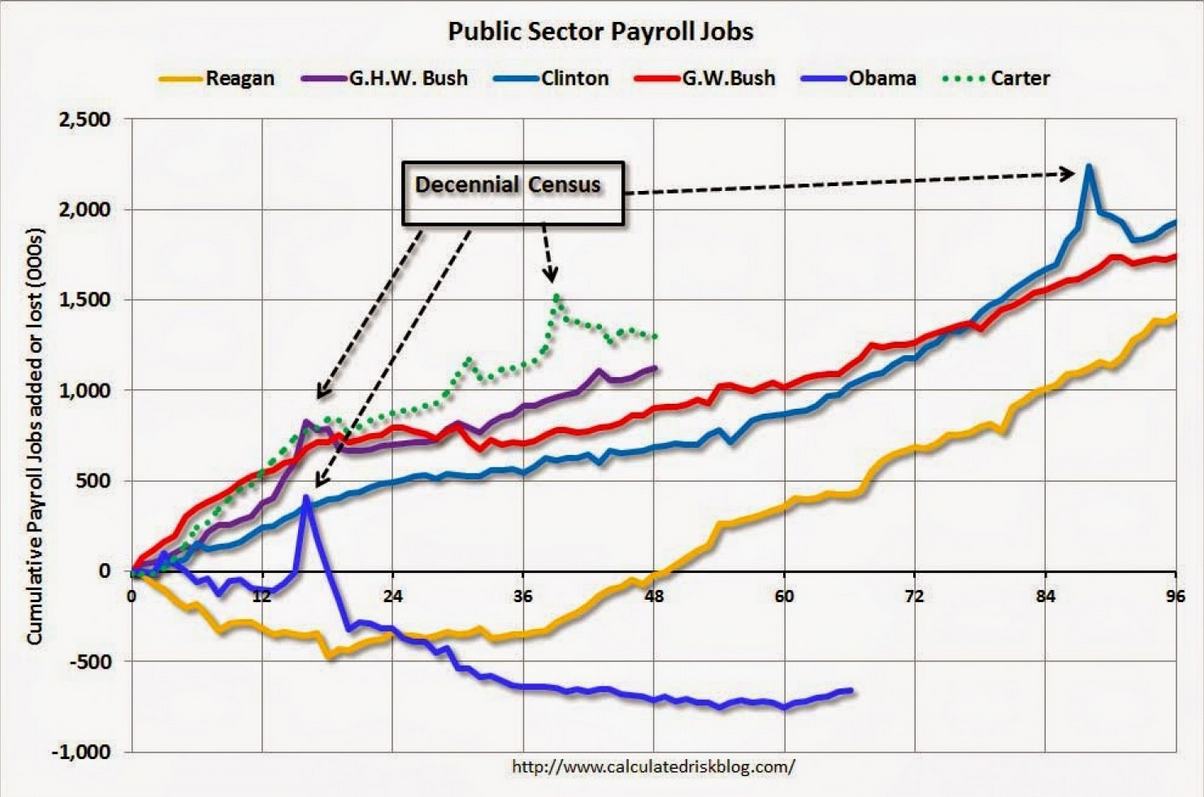 Public Sector Payroll Jobs
Reagan G.H.W. Bush Clinton G.W.Bush Obama Carter
Cumulative Payroll Jobs added or lost (000s)
2,500
2,000
1,500
1,000
500
0
-500
-1,000
Decennial Census
0 12 24 36 48 60 72 84 96
http://www.calculatedriskblog.com/